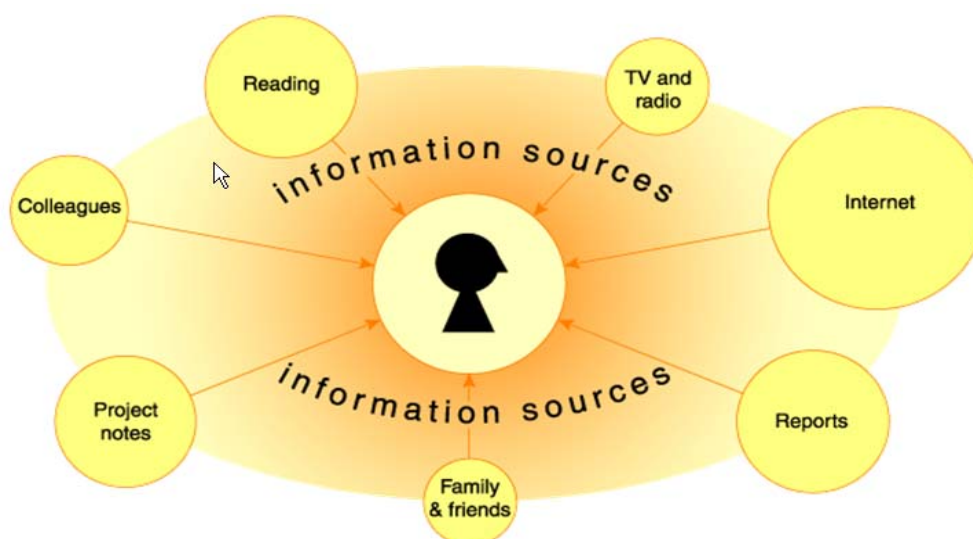 Reading
TV and
radio
information sources
Colleagues
Internet
Project
notes
information sources
Reports
Family
& friends